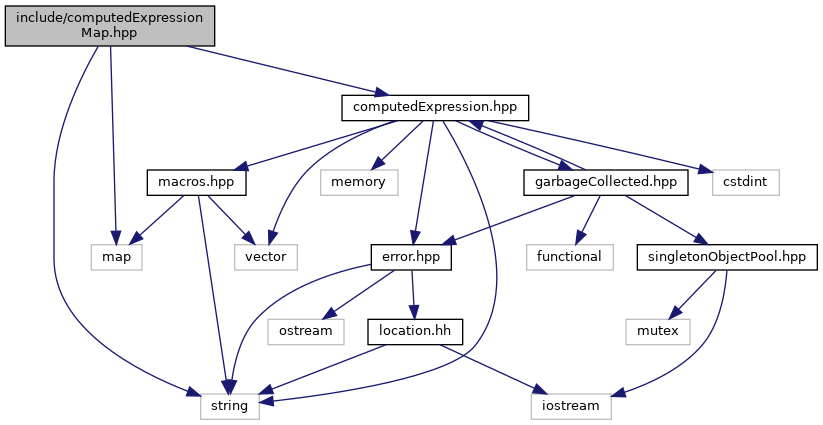 include/computedExpression
Map.hpp
computedExpression.hpp
macros.hpp
memory
garbageCollected.hpp
cstdint
map
vector
error.hpp
functional
singletonObjectPool.hpp
ostream
location.hh
mutex
string
iostream